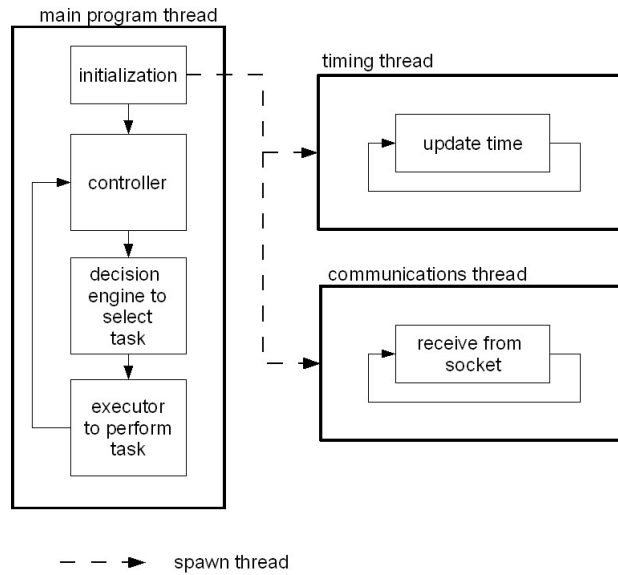 main program thread
initialization
controller
decision
engine to
select
task
executor
to perform
task
timing thread
update time
communications thread
receive from
socket
spawn thread